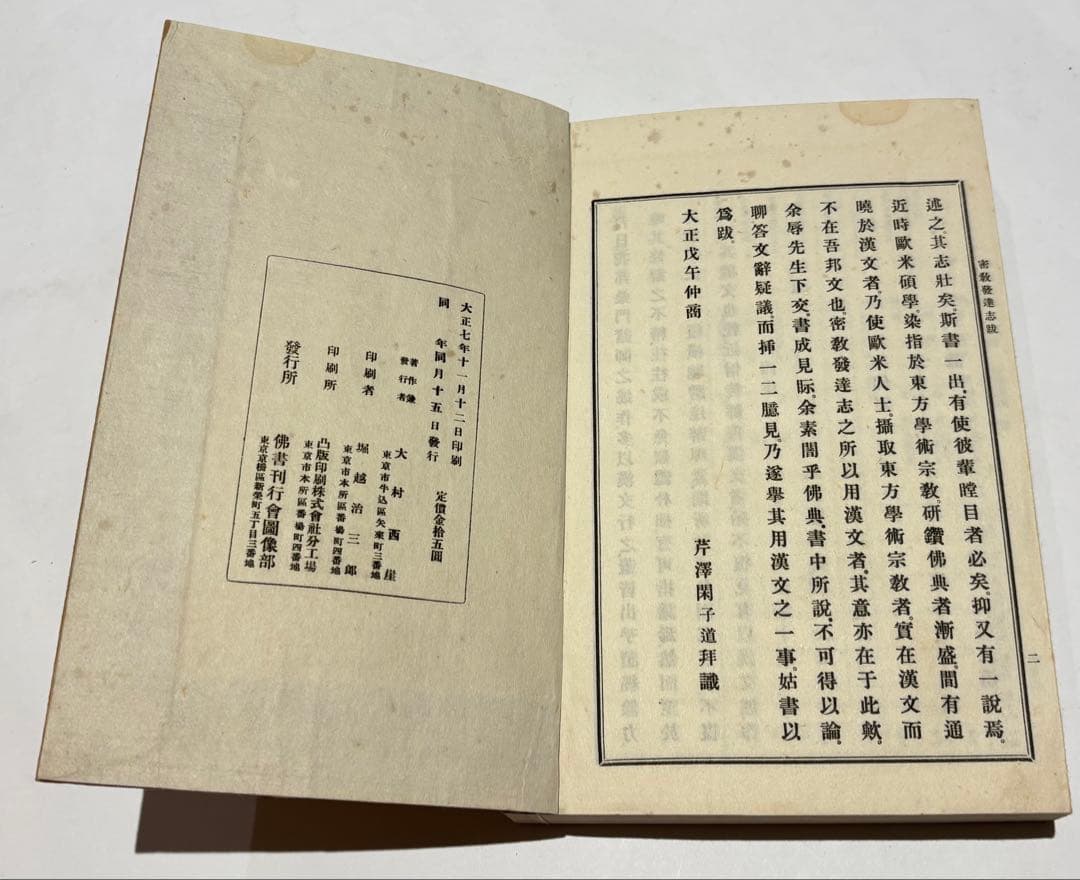 密敎發達志跋
二
述之。其志壯矣。斯書一出。有使彼輩瞠目者必矣。抑又有一說焉。
近時歐米碩學。染指於東方學術宗敎。硏鑽佛典者漸盛。間有通
曉於漢文者。乃使歐米人士。攝取東方學術宗敎者。實在漢文而
不在吾邦文也。密敎發達志之所以用漢文者。其意亦在于此歟。
余辱先生下交。書成見眎。余素闇乎佛典。書中所說。不可得以論。
聊答文辭疑議。而揷一二臆見。乃遂擧其用漢文之一事。姑書以
爲跋。
大正戊午仲商
芹澤閑子道拜識
大正七年十一月十二日印刷
同 年同月十五日發行
定價金拾五圓
著作兼
發行者
大村西崖
東京市牛込區矢來町三番地
印刷者
堀越治三郎
東京市本所區番場町四番地
印刷所
凸版印刷株式會社分工場
東京市本所區番場町四番地
發行所
佛書刊行會圖像部
東京京橋區新榮町五丁目三番地